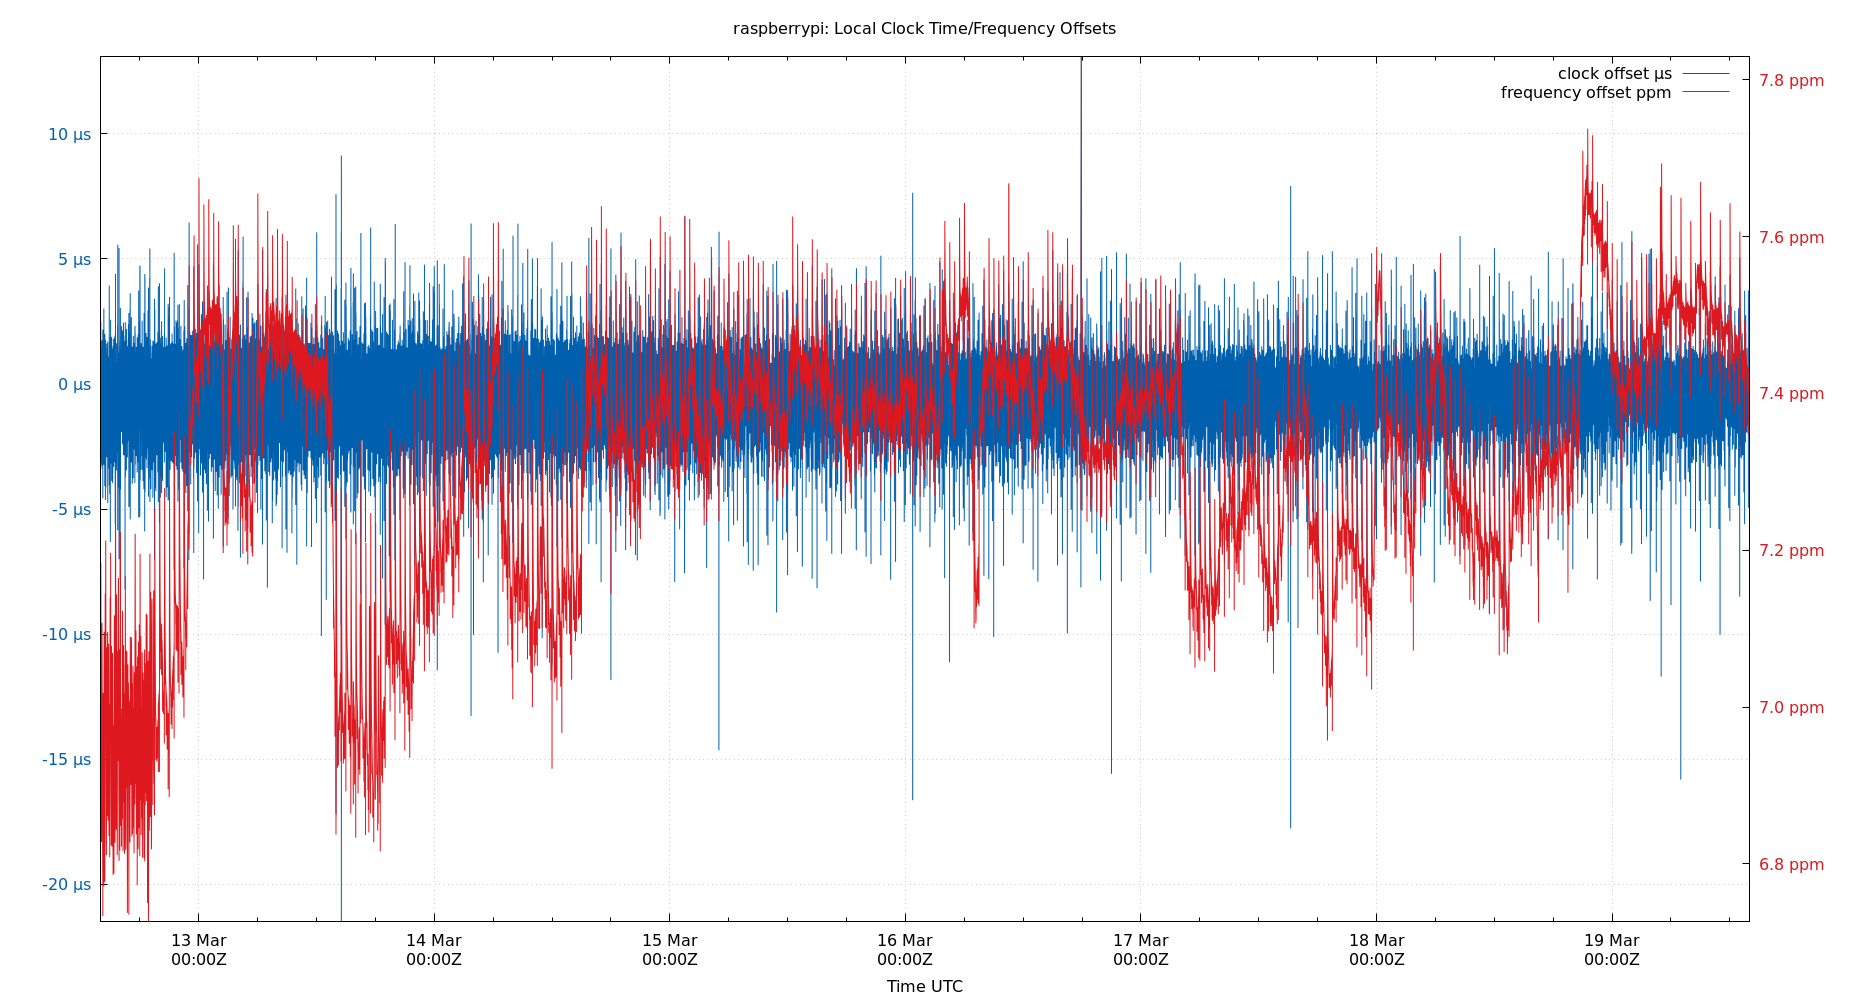 raspberrypi: Local Clock Time/Frequency Offsets
clock offset µs
frequency offset ppm
10 µs
5 µs
0 µs
-5 µs
-10 µs
-15 µs
-20 µs
7.8 ppm
7.6 ppm
7.4 ppm
7.2 ppm
7.0 ppm
6.8 ppm
13 Mar
00:00Z
14 Mar
00:00Z
15 Mar
00:00Z
16 Mar
00:00Z
17 Mar
00:00Z
18 Mar
00:00Z
19 Mar
00:00Z
Time UTC